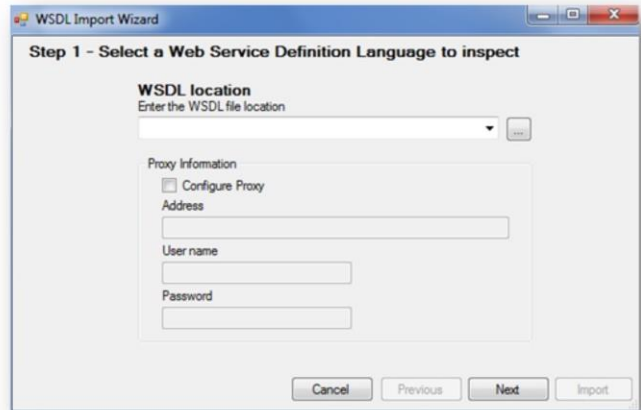 WSDL Import Wizard
Step 1 - Select a Web Service Definition Language to inspect
WSDL location
Enter the WSDL file location
...
Proxy Information
Configure Proxy
Address
User name
Password
Cancel Previous Next Import